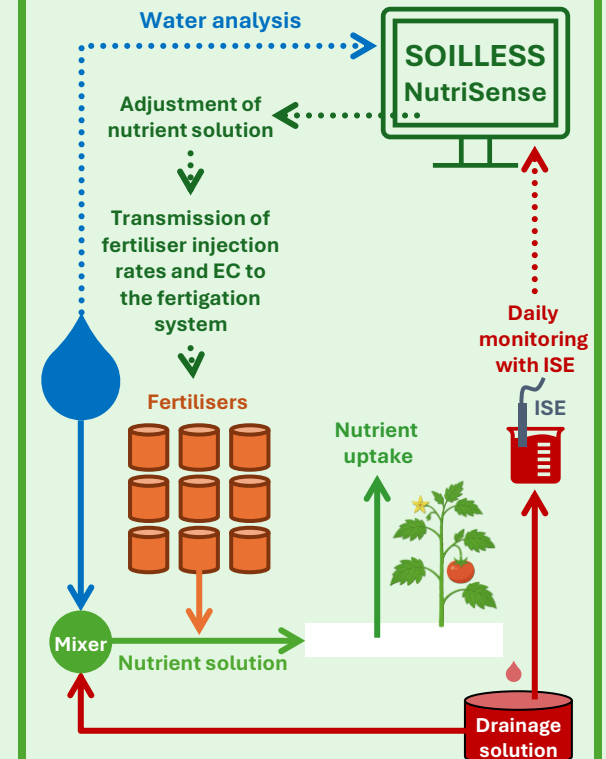 Water analysis
SOILLESS
NutriSense
Adjustment of
nutrient solution
Transmission of
fertiliser injection
rates and EC to
the fertigation
system
Daily
monitoring
with ISE
ISE
Fertilisers
Nutrient
uptake
Mixer
Nutrient solution
Drainage
solution